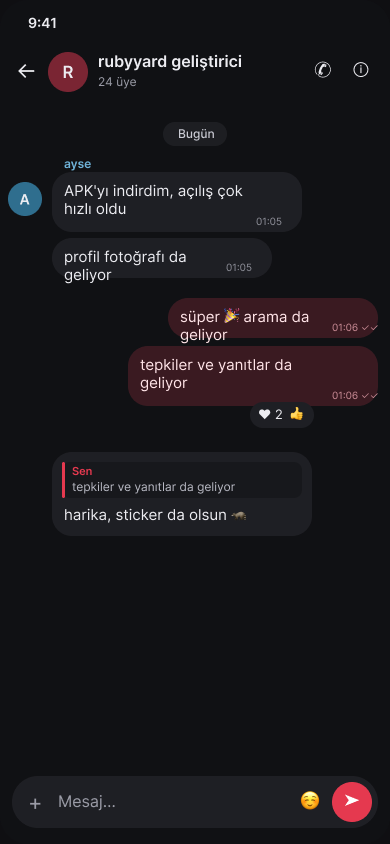 9:41
R
rubyyard geliştirici
24 üye
Bugün
ayse
A
APK'yı indirdim, açılış çok
hızlı oldu
01:05
profil fotoğrafı da
geliyor
01:05
süper 🎉 arama da
geliyor
01:06 ✓✓
tepkiler ve yanıtlar da
geliyor
01:06 ✓✓
♥ 2 👍
Sen
tepkiler ve yanıtlar da geliyor
harika, sticker da olsun
Mesaj...